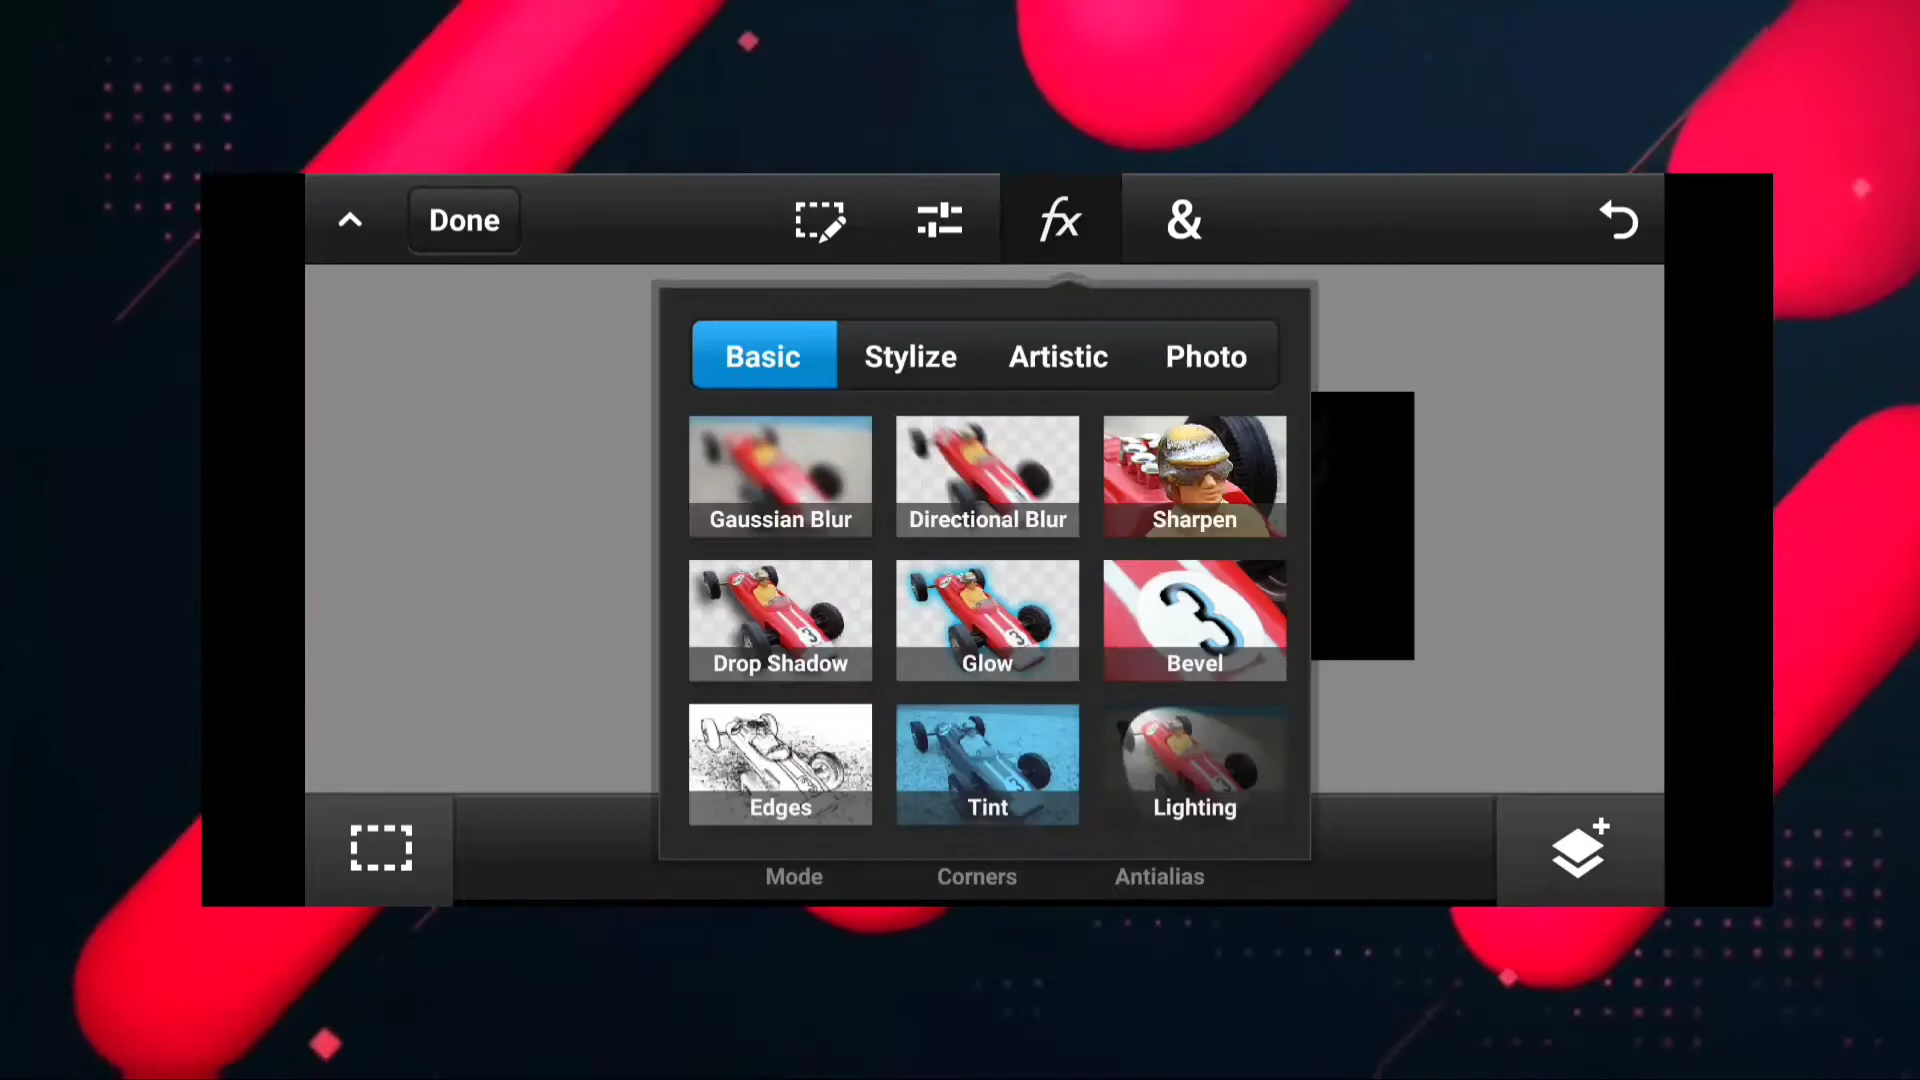 Done fx &
Basic Stylize Artistic Photo
Gaussian Blur Directional Blur Sharpen
Drop Shadow Glow Bevel
Edges Tint Lighting
Mode Corners Antialias